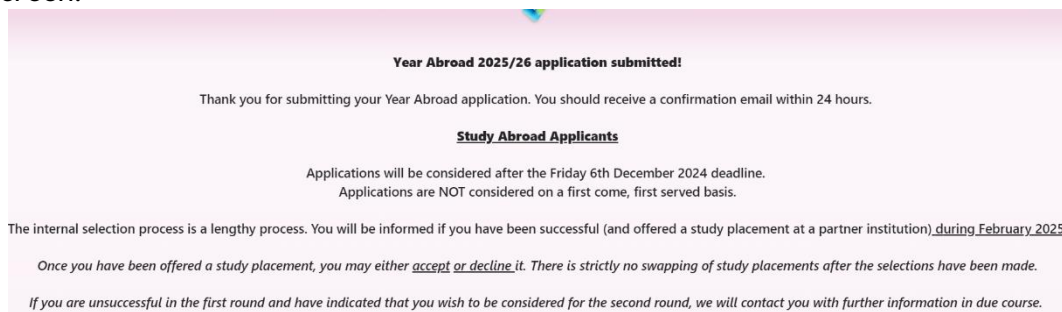 Year Abroad 2025/26 application submitted!
Thank you for submitting your Year Abroad application. You should receive a confirmation email within 24 hours.
Study Abroad Applicants
Applications will be considered after the Friday 6th December 2024 deadline.
Applications are NOT considered on a first come, first served basis.
The internal selection process is a lengthy process. You will be informed if you have been successful (and offered a study placement at a partner institution) during February 2025
Once you have been offered a study placement, you may either accept or decline it. There is strictly no swapping of study placements after the selections have been made.
If you are unsuccessful in the first round and have indicated that you wish to be considered for the second round, we will contact you with further information in due course.